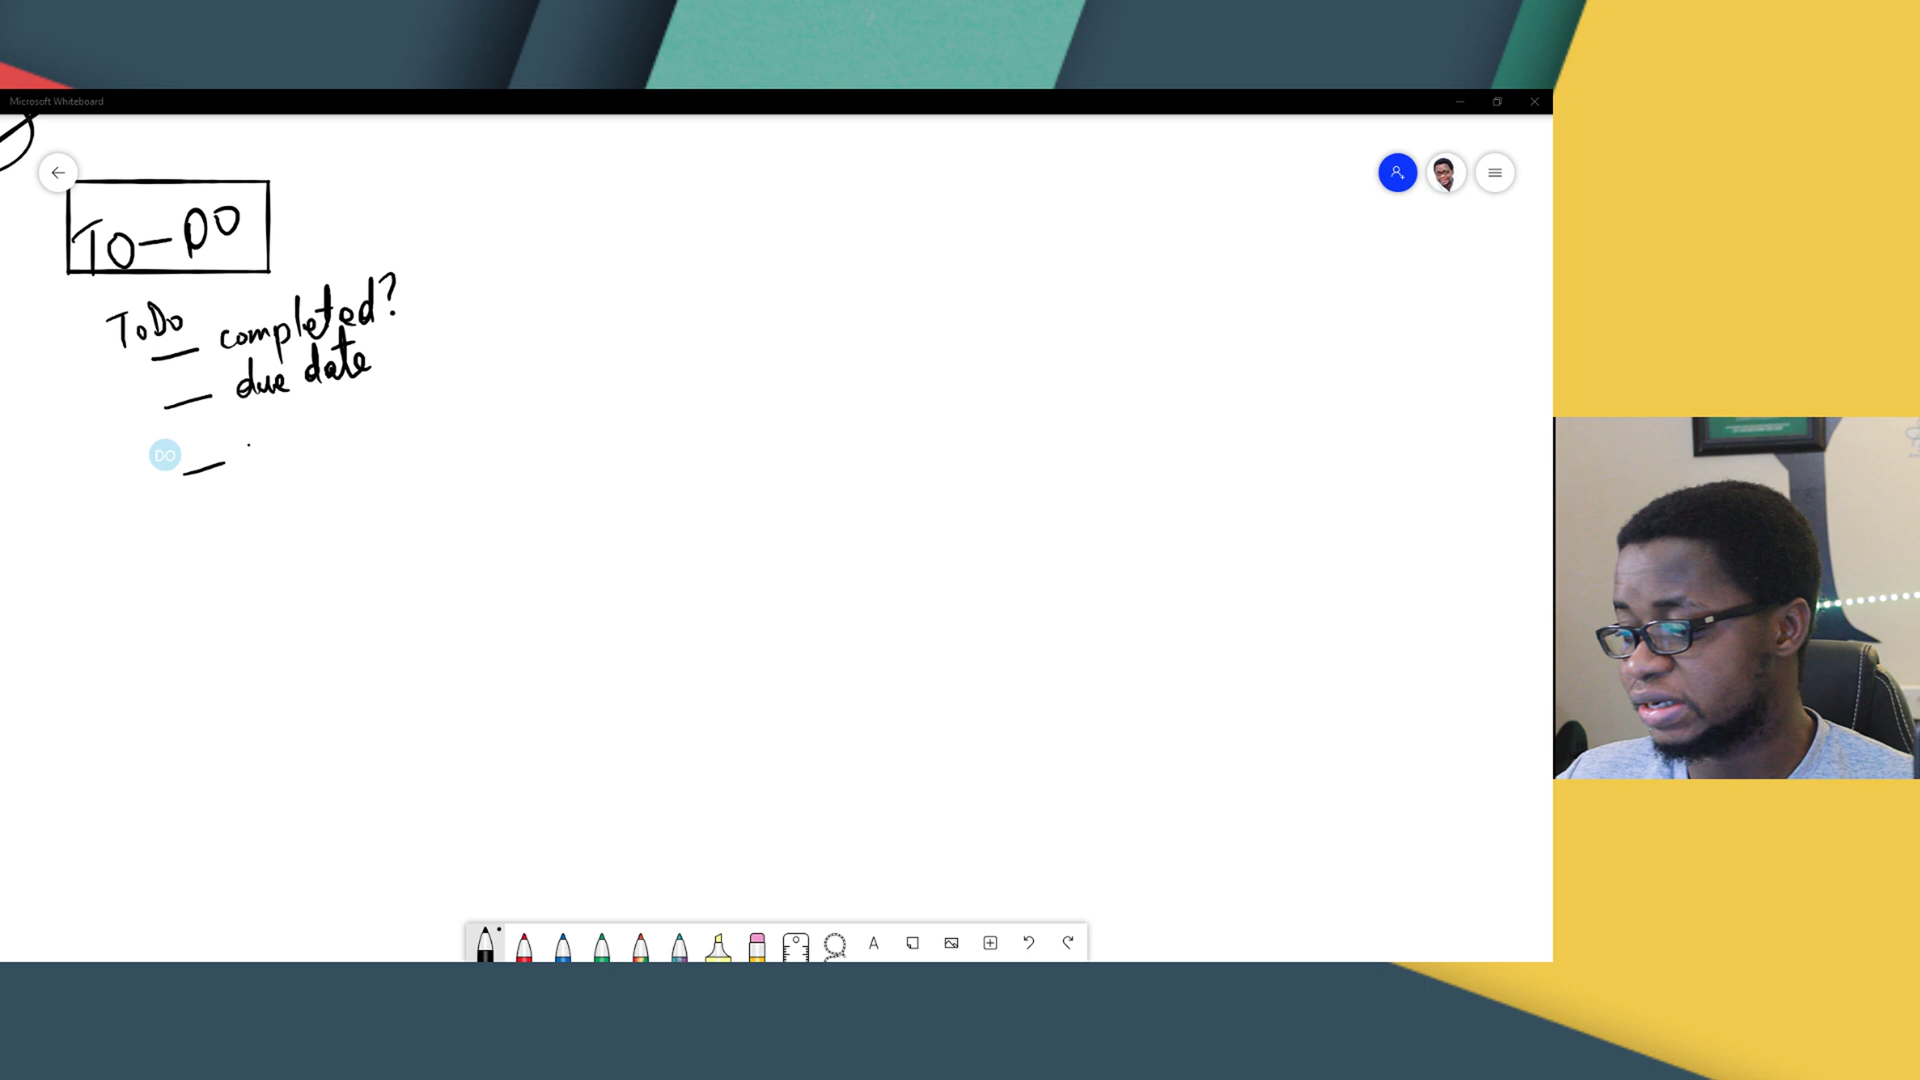 Microsoft Whiteboard
TO-DO
ToDo
— completed?
— due date
DO —
A